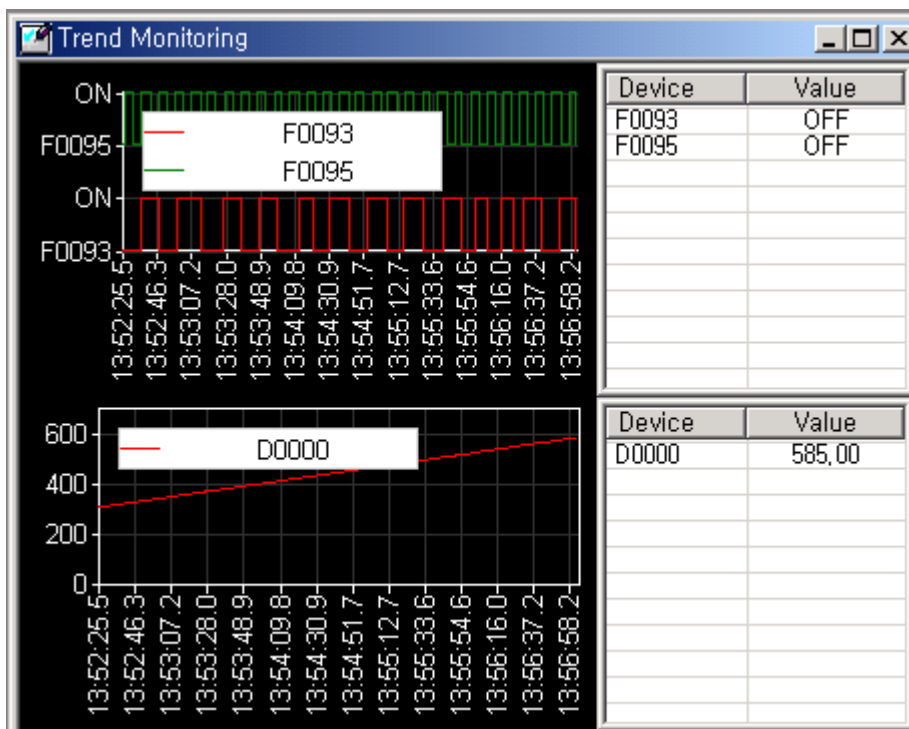 Trend Monitoring
ON
F0095
ON
F0093
F0093
F0095
13:52:25.5
13:52:46.3
13:53:07.2
13:53:28.0
13:53:48.9
13:54:09.8
13:54:30.9
13:54:51.7
13:55:12.7
13:55:33.6
13:55:54.6
13:56:16.0
13:56:37.2
13:56:58.2
Device Value
F0093 OFF
F0095 OFF
600
400
200
0
D0000
13:52:25.5
13:52:46.3
13:53:07.2
13:53:28.0
13:53:48.9
13:54:09.8
13:54:30.9
13:54:51.7
13:55:12.7
13:55:33.6
13:55:54.6
13:56:16.0
13:56:37.2
13:56:58.2
Device Value
D0000 585,00